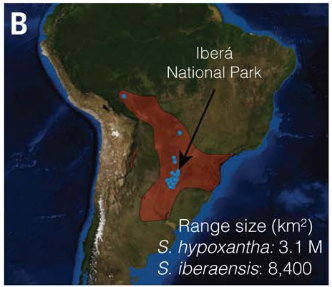 B
Iberá
National Park
Range size (km²)
S. hypoxantha: 3.1 M
S. iberaensis: 8,400